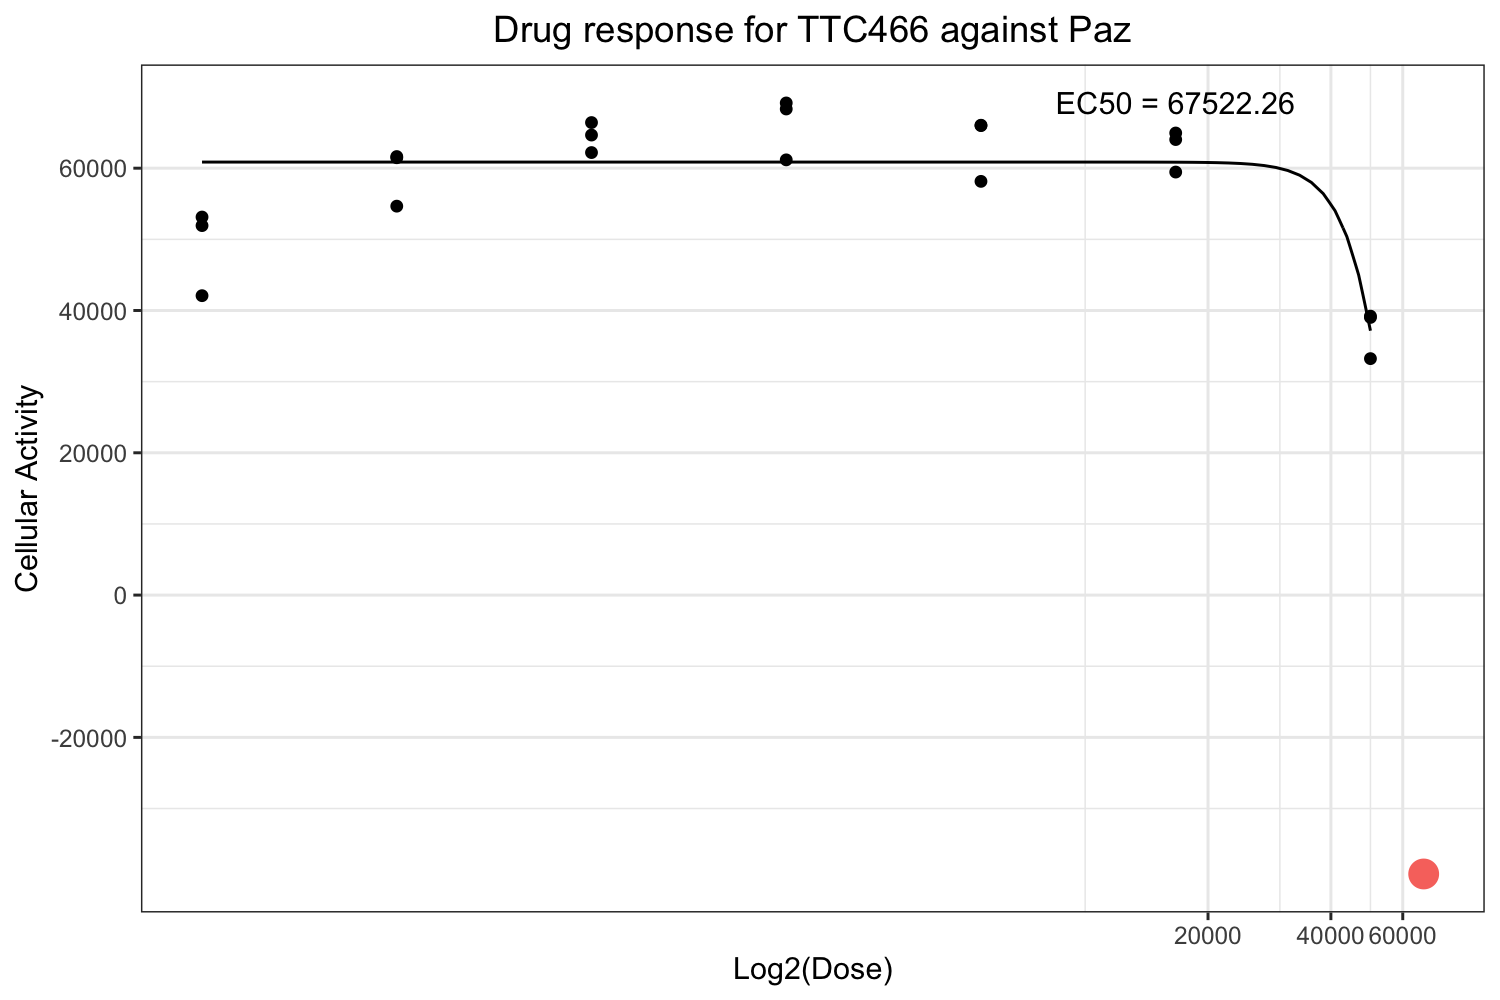 Drug response for TTC466 against Paz
EC50 = 67522.26
60000
40000
20000
0
-20000
Cellular Activity
20000 40000 60000
Log2(Dose)